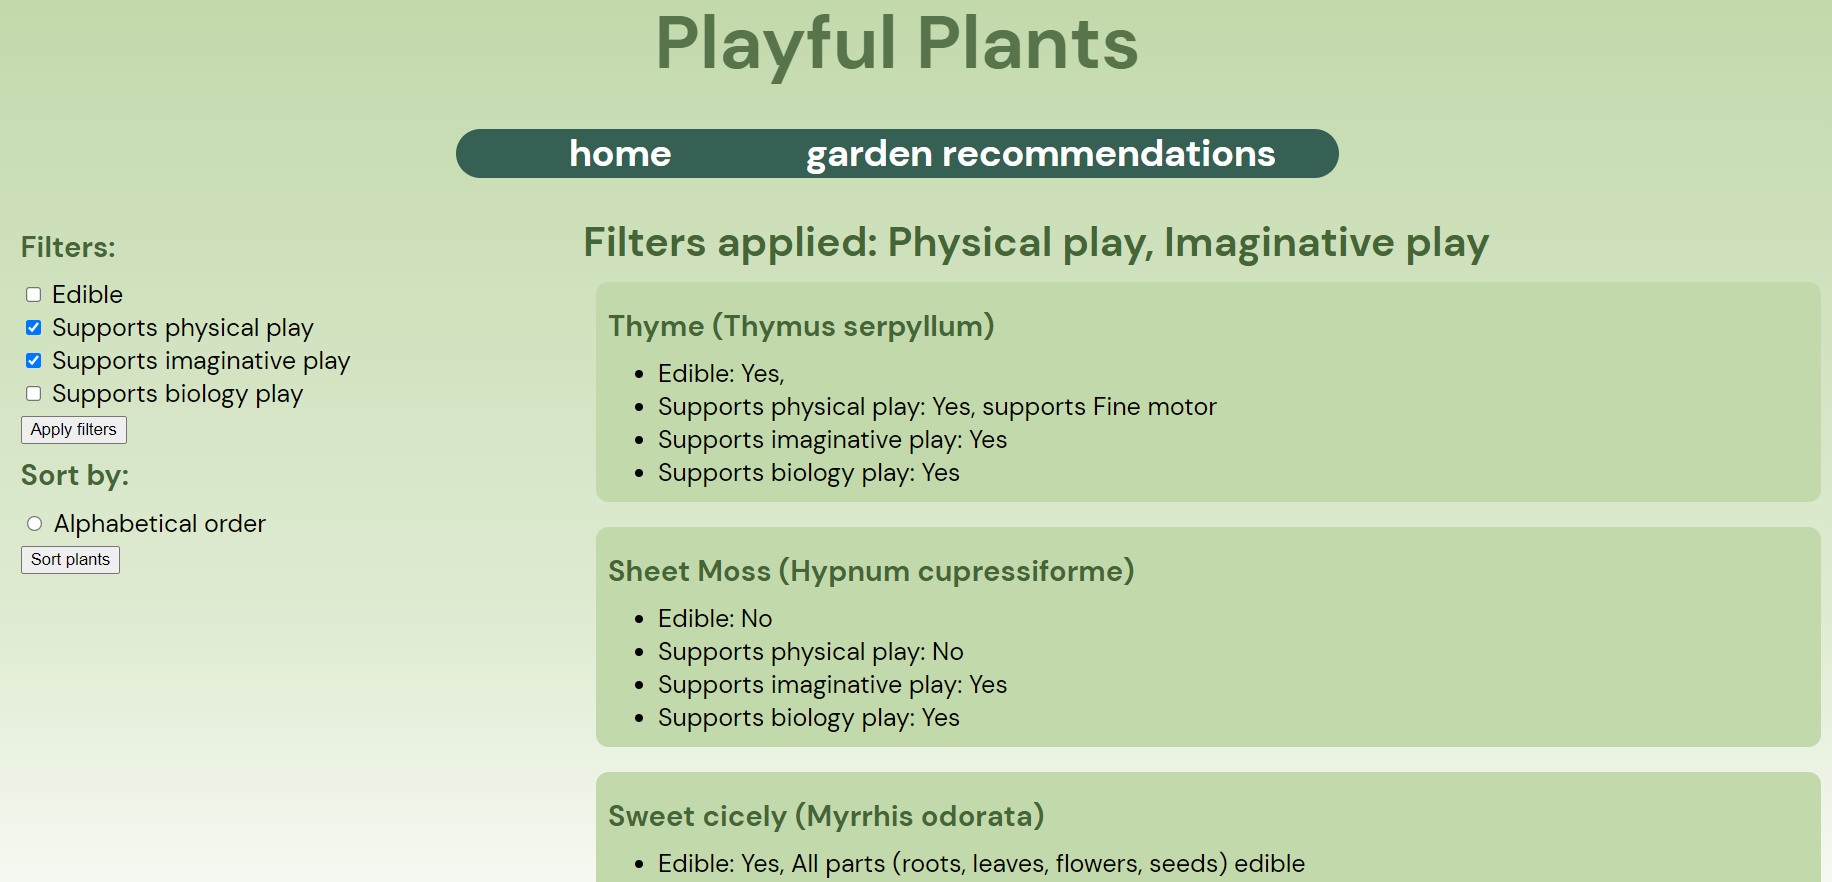 Playful Plants
home garden recommendations
Filters:
Edible
Supports physical play
Supports imaginative play
Supports biology play
Apply filters
Sort by:
Alphabetical order
Sort plants
Filters applied: Physical play, Imaginative play
Thyme (Thymus serpyllum)
Edible: Yes,
Supports physical play: Yes, supports Fine motor
Supports imaginative play: Yes
Supports biology play: Yes
Sheet Moss (Hypnum cupressiforme)
Edible: No
Supports physical play: No
Supports imaginative play: Yes
Supports biology play: Yes
Sweet cicely (Myrrhis odorata)
Edible: Yes, All parts (roots, leaves, flowers, seeds) edible